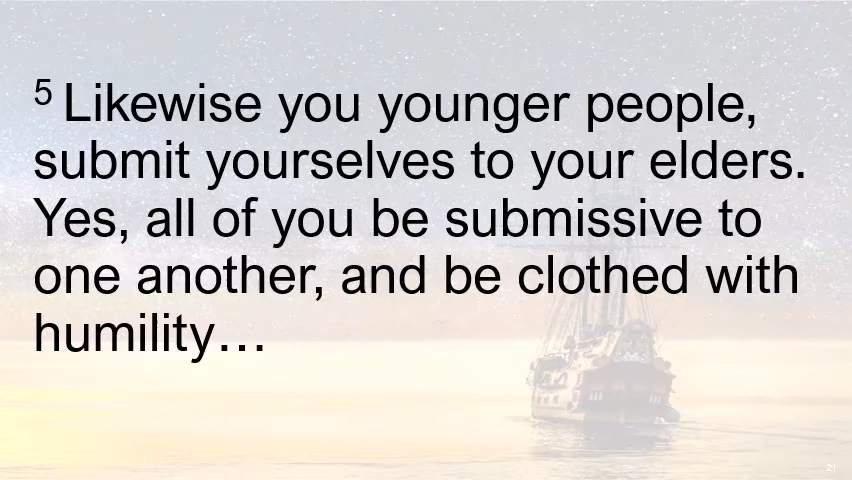 5 Likewise you younger people,
submit yourselves to your elders.
Yes, all of you be submissive to
one another, and be clothed with
humility…
21